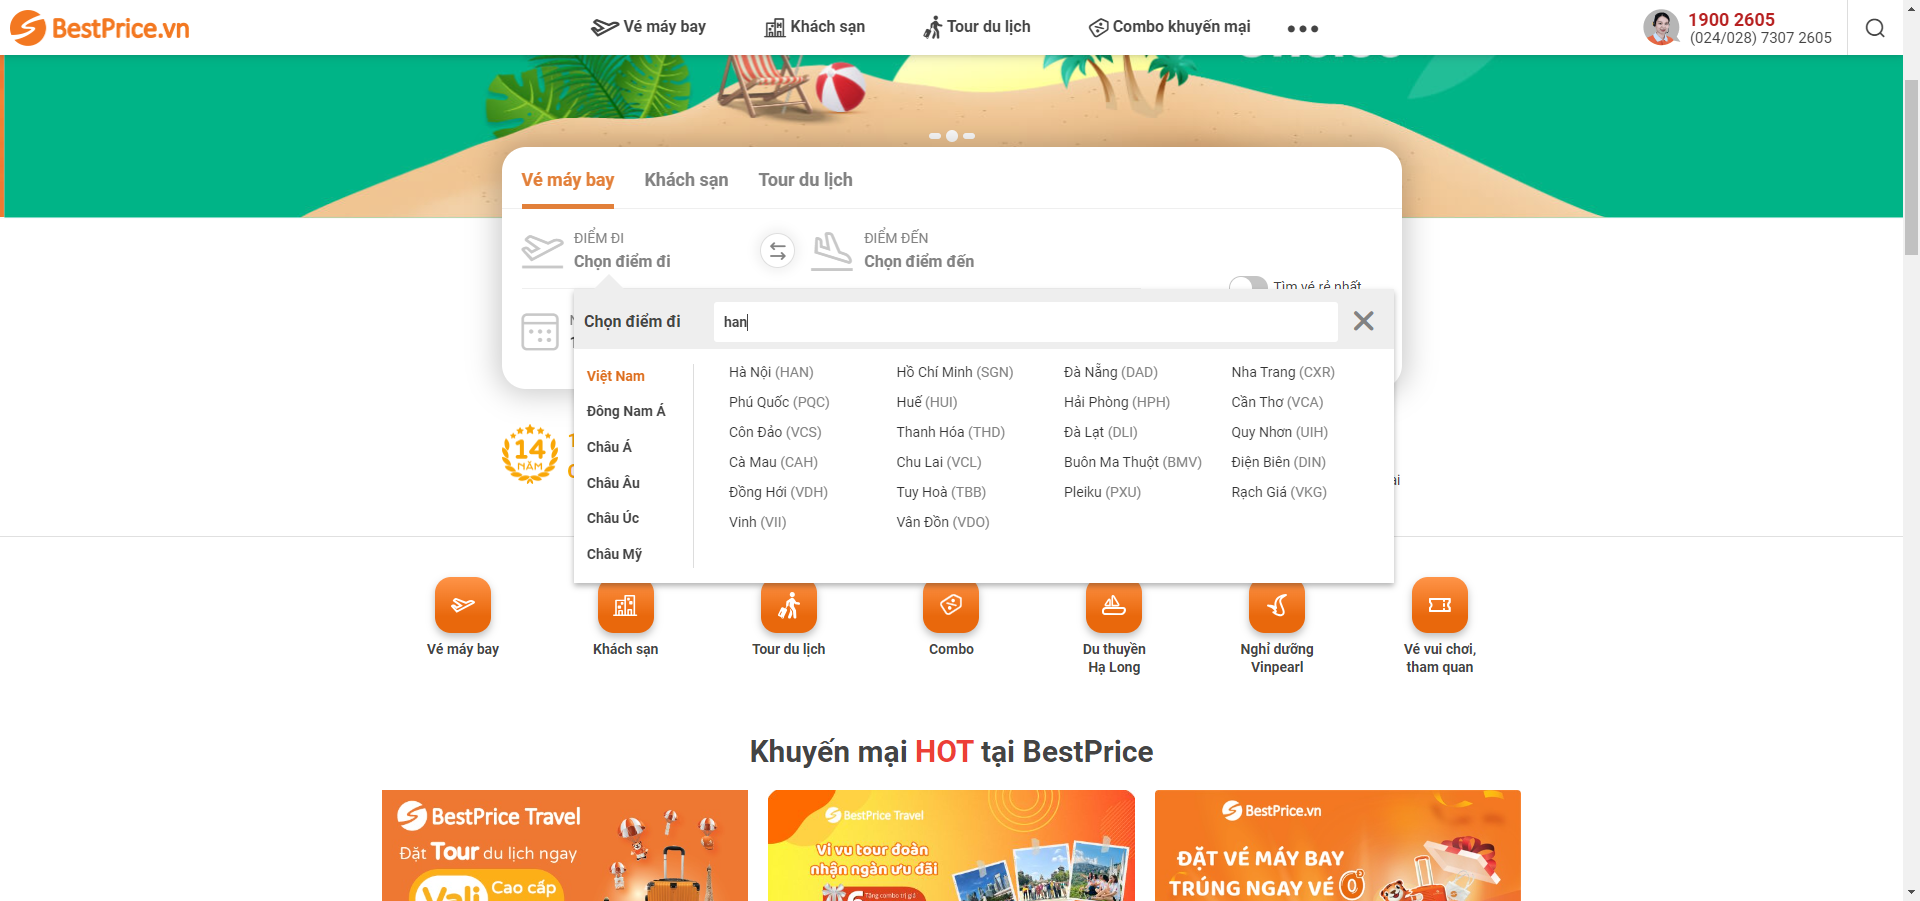 BestPrice.vn
Vé máy bay
Khách sạn
Tour du lịch
Combo khuyến mại
1900 2605
(024/028) 7307 2605
Vé máy bay
Khách sạn
Tour du lịch
ĐIỂM ĐI
Chọn điểm đi
ĐIỂM ĐẾN
Chọn điểm đến
Tìm vé rẻ nhất
Chọn điểm đi
han
Việt Nam
Đông Nam Á
Châu Á
Châu Âu
Châu Úc
Châu Mỹ
Hà Nội (HAN)
Hồ Chí Minh (SGN)
Đà Nẵng (DAD)
Nha Trang (CXR)
Phú Quốc (PQC)
Huế (HUI)
Hải Phòng (HPH)
Cần Thơ (VCA)
Côn Đảo (VCS)
Thanh Hóa (THD)
Đà Lạt (DLI)
Quy Nhơn (UIH)
Cà Mau (CAH)
Chu Lai (VCL)
Buôn Ma Thuột (BMV)
Điện Biên (DIN)
Đồng Hới (VDH)
Tuy Hoà (TBB)
Pleiku (PXU)
Rạch Giá (VKG)
Vinh (VII)
Vân Đồn (VDO)
14
NĂM
Vé máy bay
Khách sạn
Tour du lịch
Combo
Du thuyền
Hạ Long
Nghỉ dưỡng
Vinpearl
Vé vui chơi,
tham quan
Khuyến mại HOT tại BestPrice
BestPrice Travel
Đặt Tour du lịch ngay
Vali Cao cấp
BestPrice Travel
Vi vu tour đoàn
nhận ngàn ưu đãi
Tặng combo trị giá
BestPrice.vn
ĐẶT VÉ MÁY BAY
TRÚNG NGAY VÉ 0